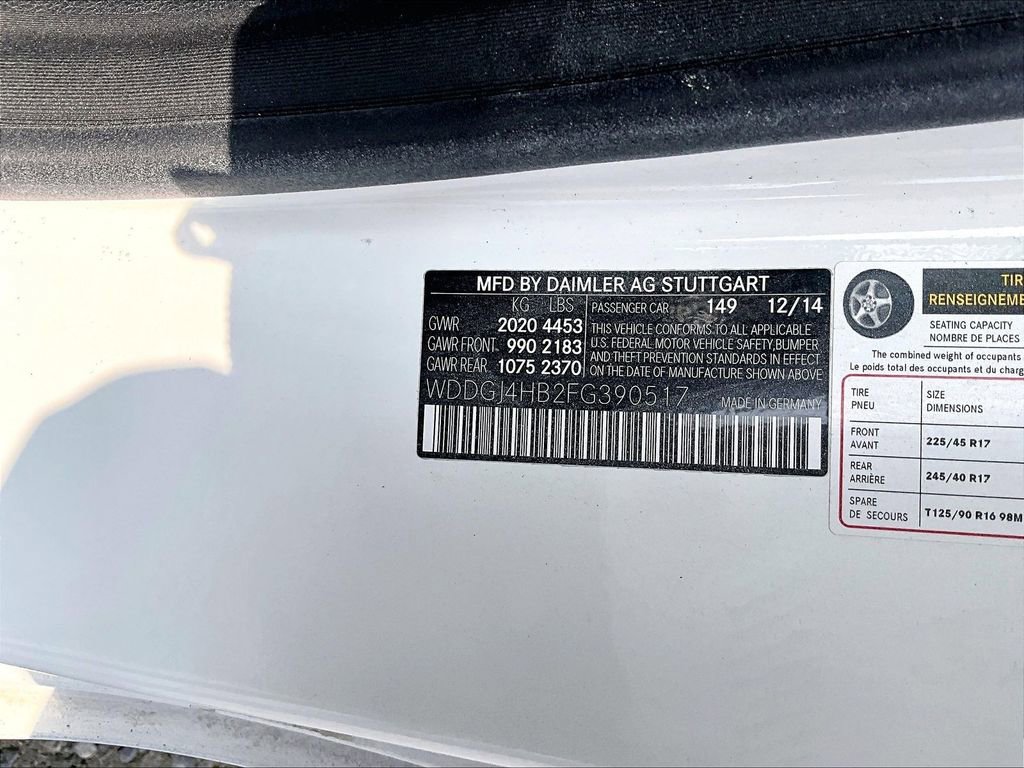 MFD BY DAIMLER AG STUTTGART
KG LBS PASSENGER CAR 149 12/14
GVWR 2020 4453
GAWR FRONT 990 2183
GAWR REAR 1075 2370
THIS VEHICLE CONFORMS TO ALL APPLICABLE
U.S. FEDERAL MOTOR VEHICLE SAFETY,BUMPER
AND THEFT PREVENTION STANDARDS IN EFFECT
ON THE DATE OF MANUFACTURE SHOWN ABOVE
WDDGJ4HB2FG390517 MADE IN GERMANY
TIR
RENSEIGNEME
SEATING CAPACITY
NOMBRE DE PLACES
The combined weight of occupants
Le poids total des occupants et du charg
TIRE
PNEU
SIZE
DIMENSIONS
FRONT
AVANT
225/45 R17
REAR
ARRIÈRE
245/40 R17
SPARE
DE SECOURS
T125/90 R16 98M